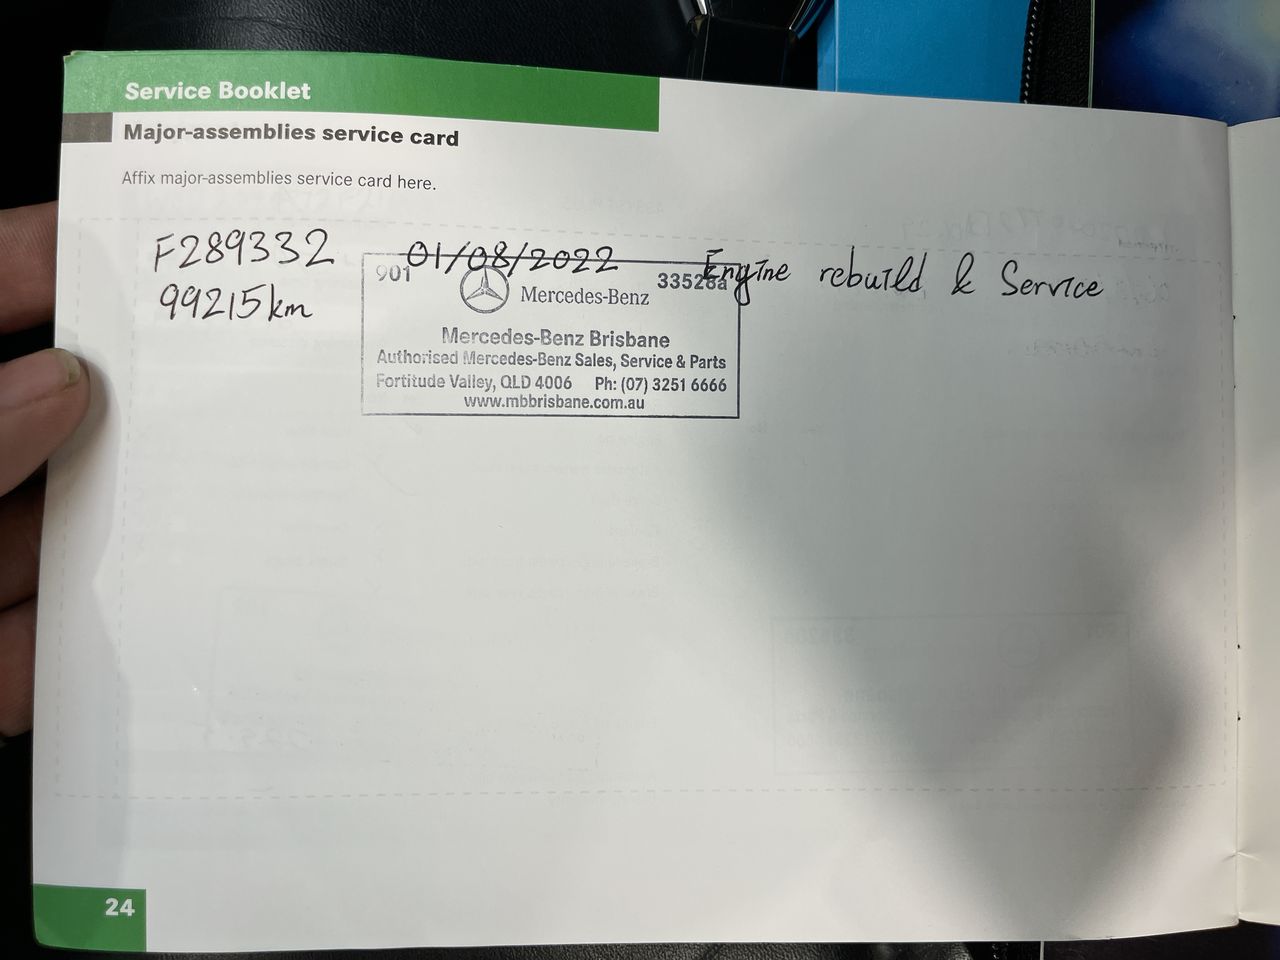 Service Booklet
Major-assemblies service card
Affix major-assemblies service card here.
F289332 01/08/2022 Engine rebuild & Service
99215km
901 33526a
Mercedes-Benz
Mercedes-Benz Brisbane
Authorised Mercedes-Benz Sales, Service & Parts
Fortitude Valley, QLD 4006 Ph: (07) 3251 6666
www.mbbrisbane.com.au
24